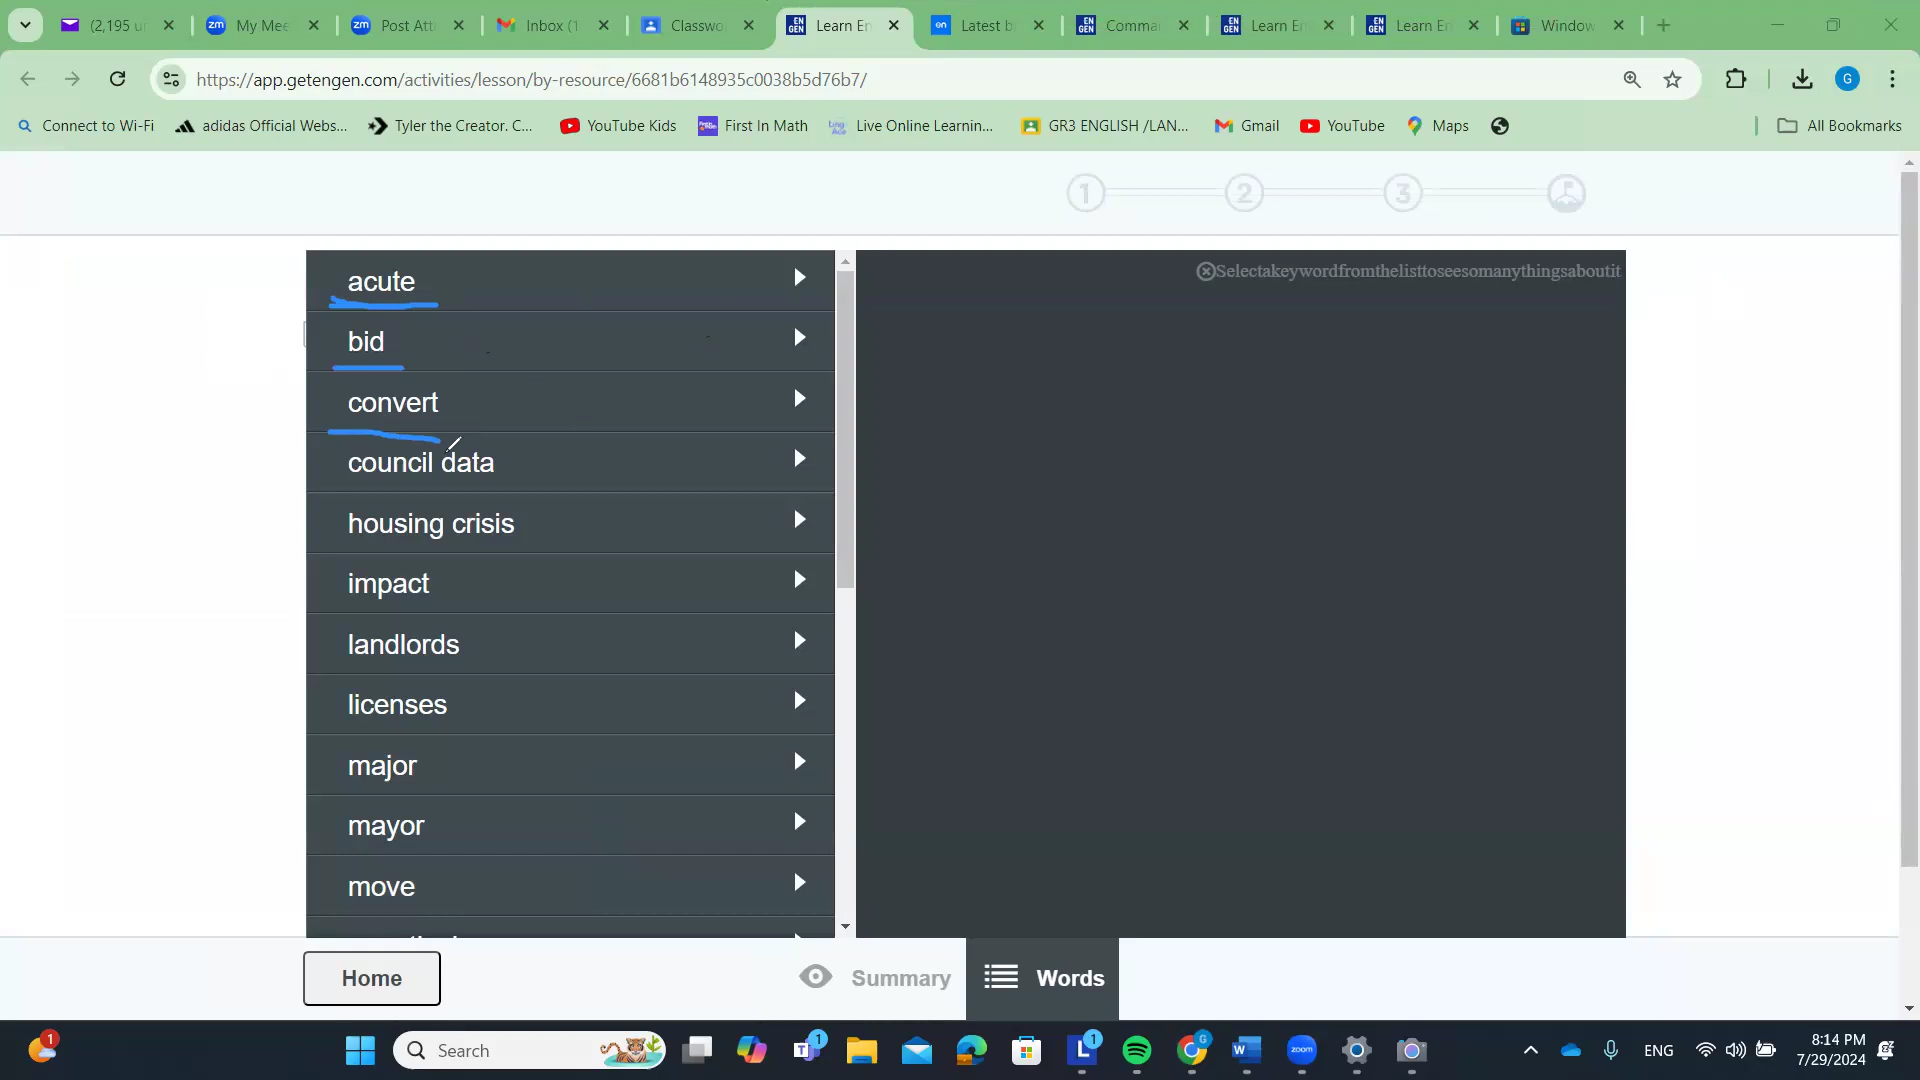 (2,195 u
My Mee
Post Att
Inbox (1
Classwo
Learn En
Latest b
Comma
Learn En
Learn En
Window
https://app.getengen.com/activities/lesson/by-resource/6681b6148935c0038b5d76b7/
G
Connect to Wi-Fi
adidas Official Webs...
Tyler the Creator. C...
YouTube Kids
First In Math
Live Online Learnin...
GR3 ENGLISH /LAN...
Gmail
YouTube
Maps
All Bookmarks
1
2
3
acute
bid
convert
council data
housing crisis
impact
landlords
licenses
major
mayor
move
Selectakeywordfromthelisttoseesomanythingsaboutit
Home
Summary
Words
1
Search
1
1
G
zoom
ENG
8:14 PM
7/29/2024